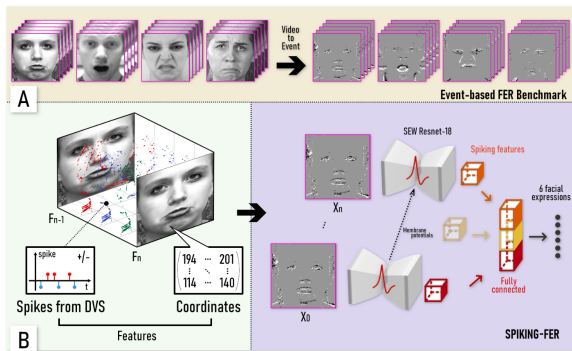 Video
to
Event
A
Event-based FER Benchmark
SEW Resnet-18
Spiking features
Fn-1
Fn
Xn
6 facial
expressions
Membrane
potentials
spike
+/-
t
194 ... 201
114 ... 140
Spikes from DVS
Coordinates
X0
Fully
connected
Features
B
SPIKING-FER